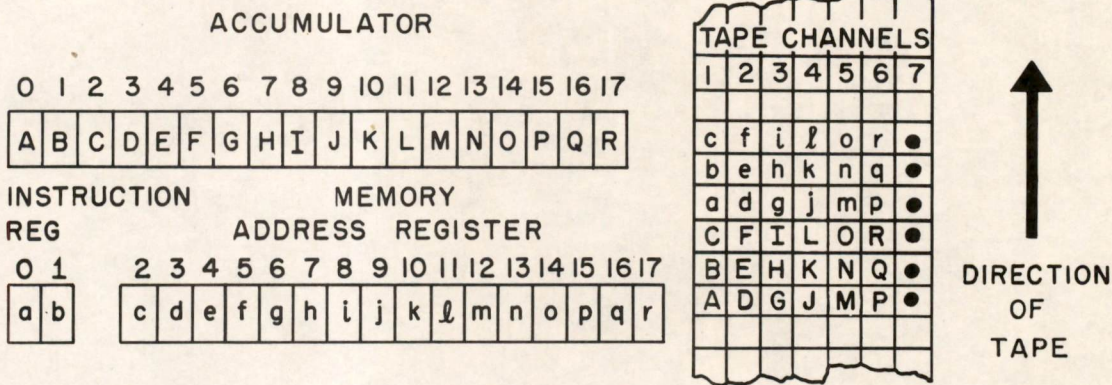 ACCUMULATOR
0 1 2 3 4 5 6 7 8 9 10 11 12 13 14 15 16 17
A B C D E F G H I J K L M N O P Q R
INSTRUCTION REG
0 1
a b
MEMORY ADDRESS REGISTER
2 3 4 5 6 7 8 9 10 11 12 13 14 15 16 17
c d e f g h i j k ℓ m n o p q r
TAPE CHANNELS
1 2 3 4 5 6 7
c f i ℓ o r ●
b e h k n q ●
a d g j m p ●
C F I L O R ●
B E H K N Q ●
A D G J M P ●
DIRECTION
OF
TAPE